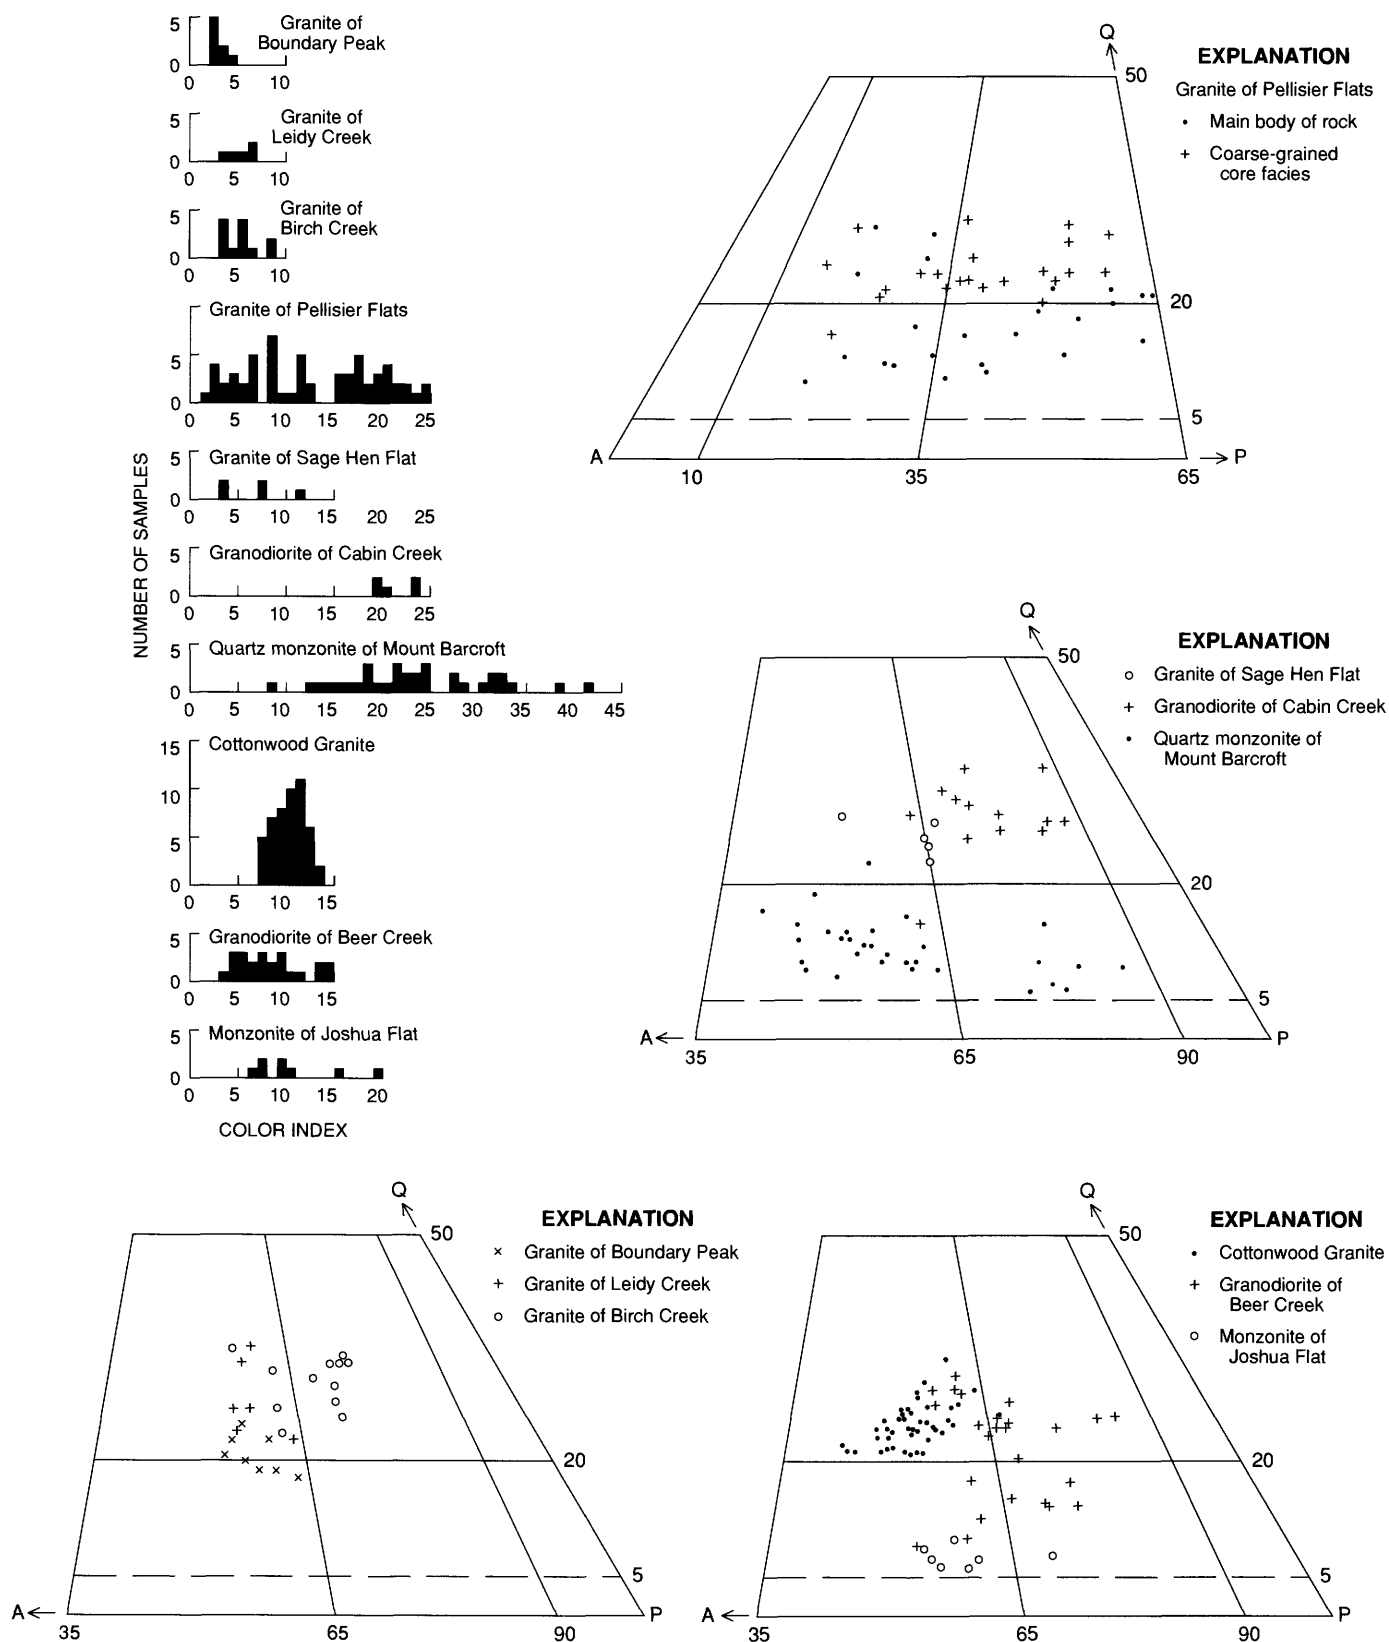 5
0
0 5 10
Granite of
Boundary Peak
5
0
0 5 10
Granite of
Leidy Creek
5
0
0 5 10
Granite of
Birch Creek
Granite of Pellisier Flats
5
0
0 5 10 15 20 25
5
0
Granite of Sage Hen Flat
0 5 10 15 20 25
5
0
Granodiorite of Cabin Creek
0 5 10 15 20 25
5
0
Quartz monzonite of Mount Barcroft
0 5 10 15 20 25 30 35 40 45
15
10
5
0
Cottonwood Granite
0 5 10 15
5
0
Granodiorite of Beer Creek
0 5 10 15
5
0
Monzonite of Joshua Flat
0 5 10 15 20
NUMBER OF SAMPLES
COLOR INDEX
Q
50
20
5
A
P
10 35 65
EXPLANATION
Granite of Pellisier Flats
Main body of rock
Coarse-grained
core facies
Q
50
20
5
A
P
35 65 90
EXPLANATION
Granite of Sage Hen Flat
Granodiorite of Cabin Creek
Quartz monzonite of
Mount Barcroft
Q
50
20
5
A
P
35 65 90
EXPLANATION
Granite of Boundary Peak
Granite of Leidy Creek
Granite of Birch Creek
Q
50
20
5
A
P
35 65 90
EXPLANATION
Cottonwood Granite
Granodiorite of
Beer Creek
Monzonite of
Joshua Flat